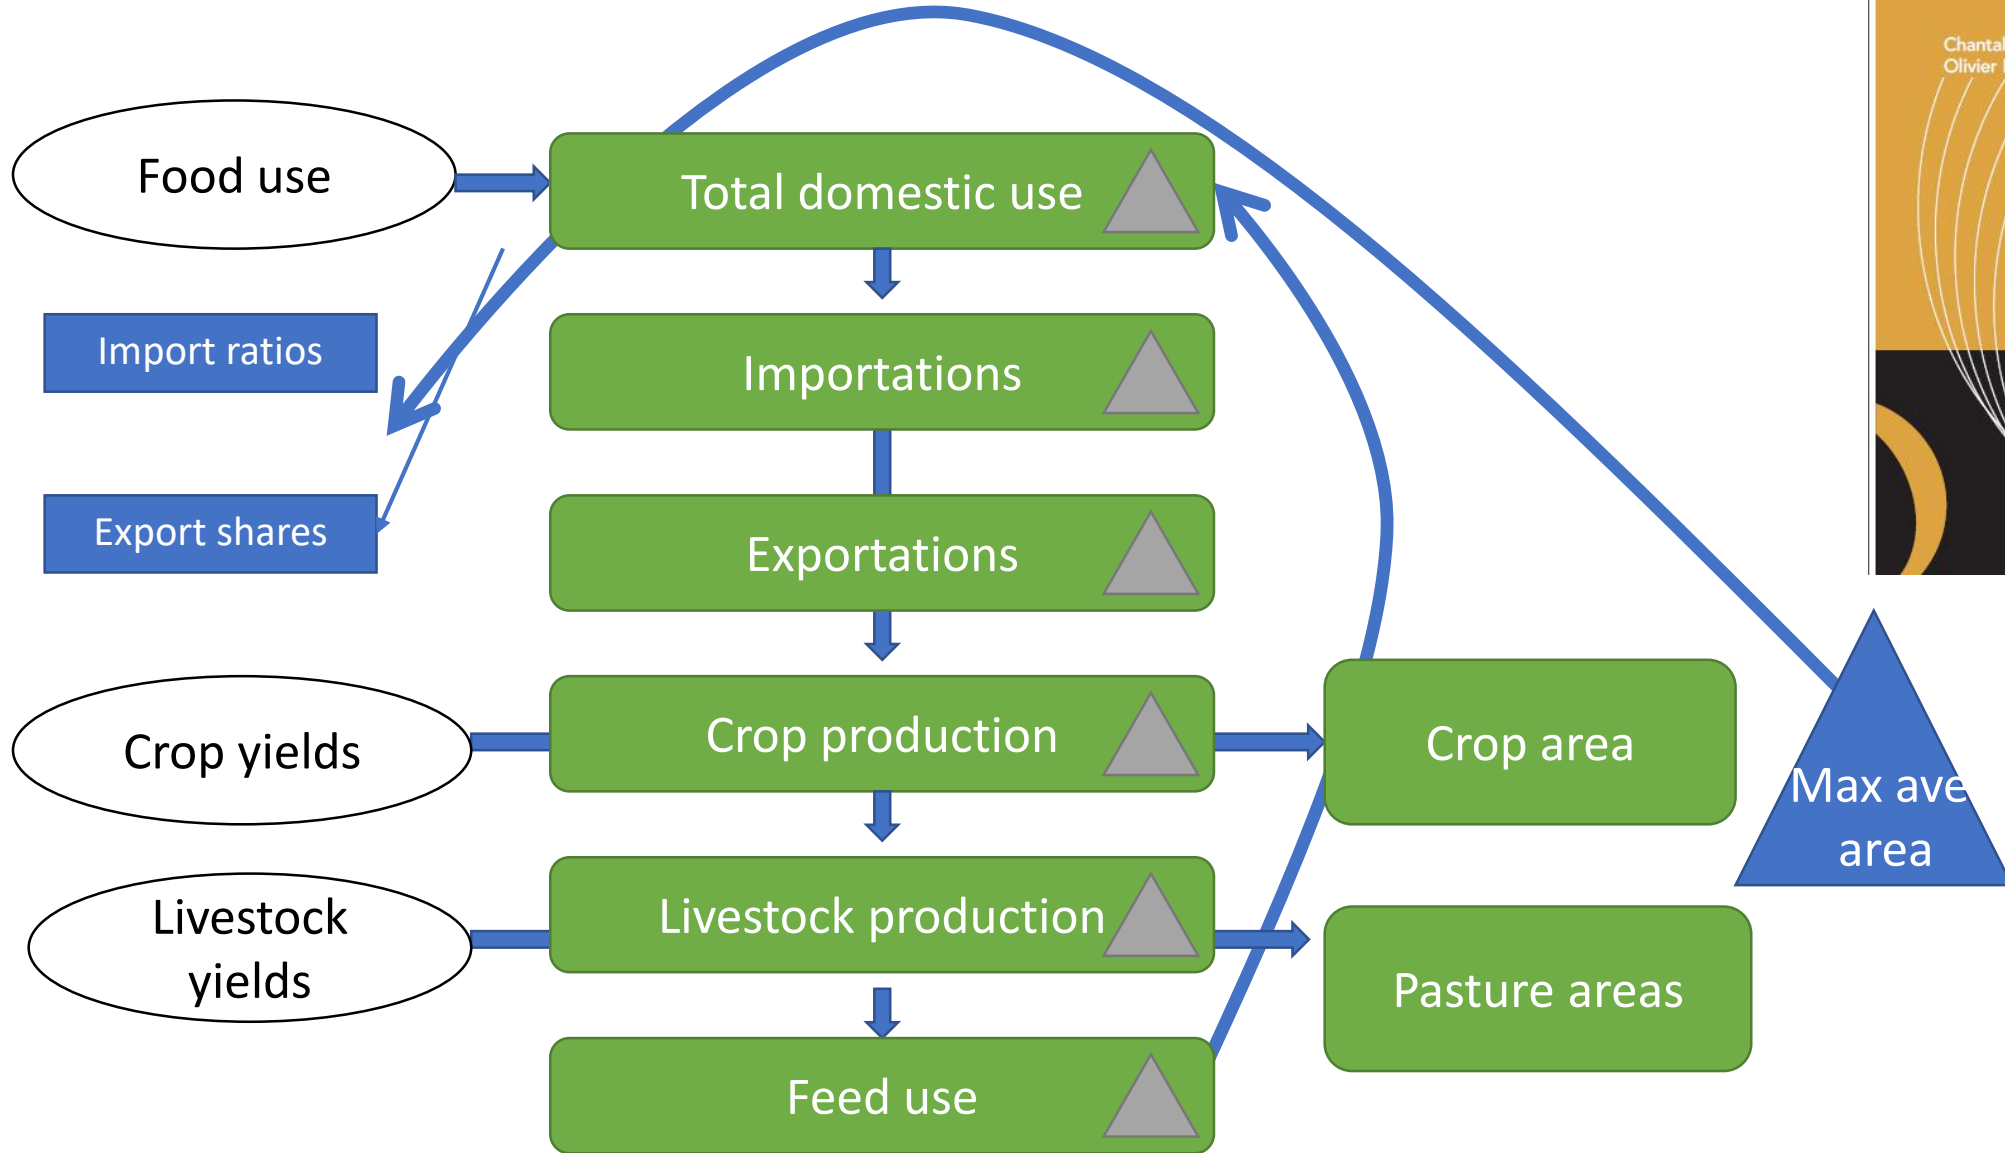 Chantal
Olivier
Food use
Total domestic use
Import ratios
Importations
Export shares
Exportations
Crop yields
Crop production
Crop area
Max ave
area
Livestock
yields
Livestock production
Pasture areas
Feed use